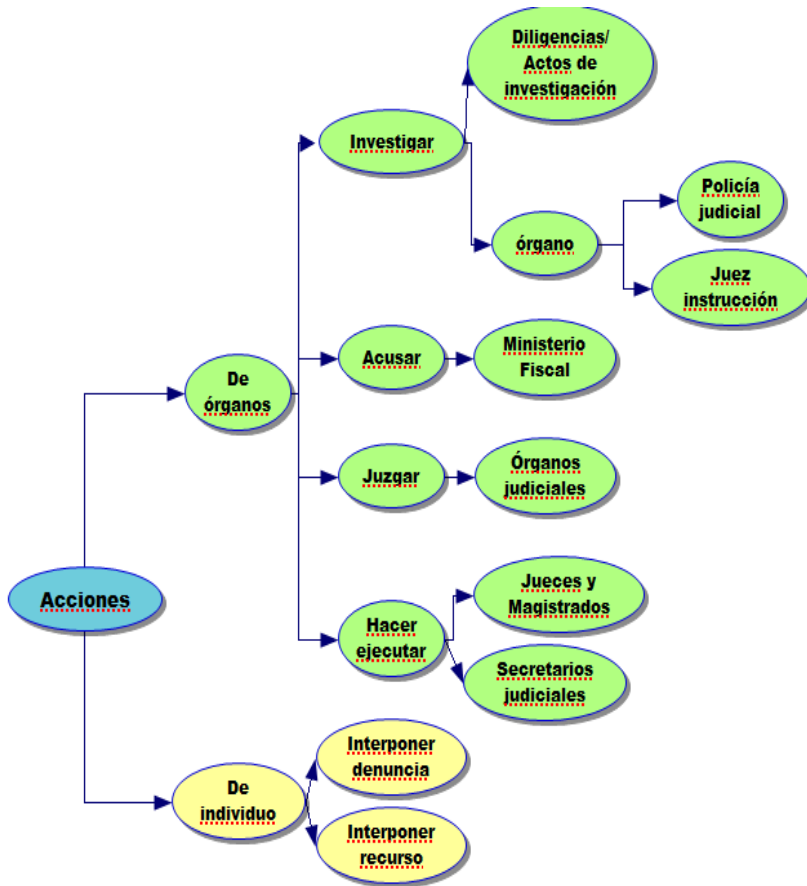 Diligencias/
Actos de
investigación
Investigar
Policía
judicial
órgano
Juez
instrucción
De
órganos
Acusar
Ministerio
Fiscal
Juzgar
Órganos
judiciales
Acciones
Hacer
ejecutar
Jueces y
Magistrados
Secretarios
judiciales
De
individuo
Interponer
denuncia
Interponer
recurso